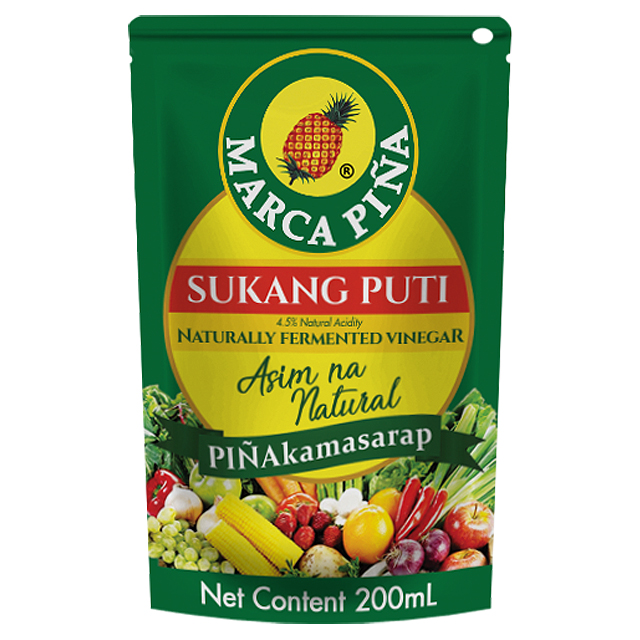 MARCA PIÑA
®
SUKANG PUTI
4.5% Natural Acidity
NATURALLY FERMENTED VINEGAR
Asim na
Natural
PIÑAkamasarap
Net Content 200mL